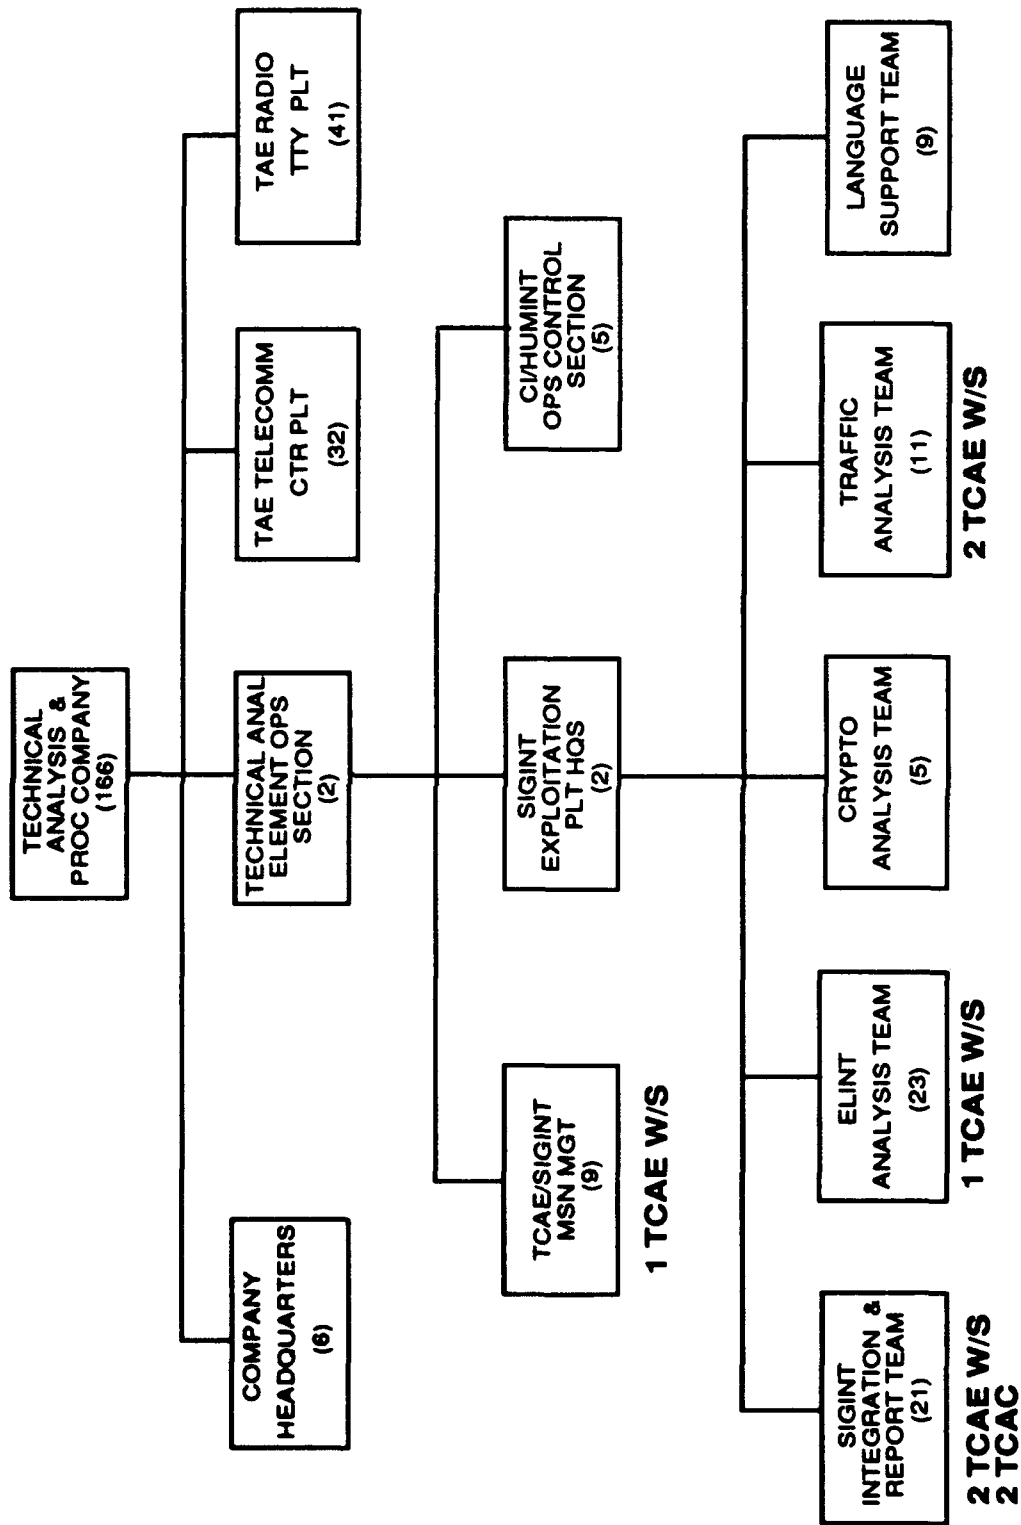 TECHNICAL
ANALYSIS &
PROC COMPANY
(166)
COMPANY
HEADQUARTERS
(6)
TECHNICAL ANAL
ELEMENT OPS
SECTION
(2)
TAE TELECOMM
CTR PLT
(32)
TAE RADIO
TTY PLT
(41)
TCAE/SIGINT
MSN MGT
(9)
1 TCAE W/S
SIGINT
EXPLOITATION
PLT HQS
(2)
CI/HUMINT
OPS CONTROL
SECTION
(5)
SIGINT
INTEGRATION &
REPORT TEAM
(21)
2 TCAE W/S
2 TCAC
ELINT
ANALYSIS TEAM
(23)
1 TCAE W/S
CRYPTO
ANALYSIS TEAM
(5)
TRAFFIC
ANALYSIS TEAM
(11)
2 TCAE W/S
LANGUAGE
SUPPORT TEAM
(9)